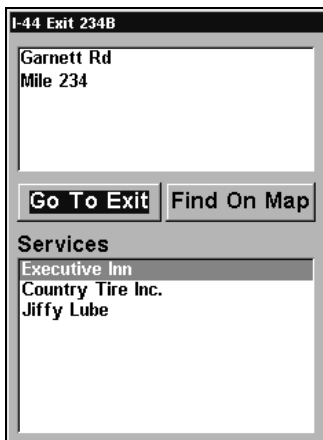 I-44 Exit 234B
Garnett Rd
Mile 234
Go To Exit Find On Map
Services
Executive Inn
Country Tire Inc.
Jiffy Lube